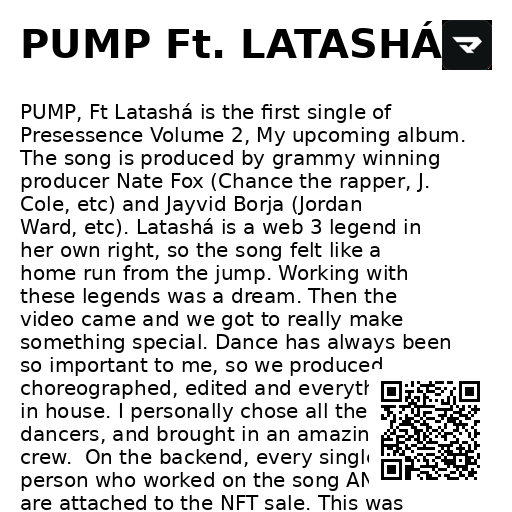 PUMP Ft. LATASHÁ
PUMP, Ft Latashá is the first single of
Presessence Volume 2, My upcoming album.
The song is produced by grammy winning
producer Nate Fox (Chance the rapper, J.
Cole, etc) and Jayvid Borja (Jordan
Ward, etc). Latashá is a web 3 legend in
her own right, so the song felt like a
home run from the jump. Working with
these legends was a dream. Then the
video came and we got to really make
something special. Dance has always been
so important to me, so we produced
choreographed, edited and everyth
in house. I personally chose all the
dancers, and brought in an amazin
crew.  On the backend, every singl
person who worked on the song AN
are attached to the NFT sale. This was